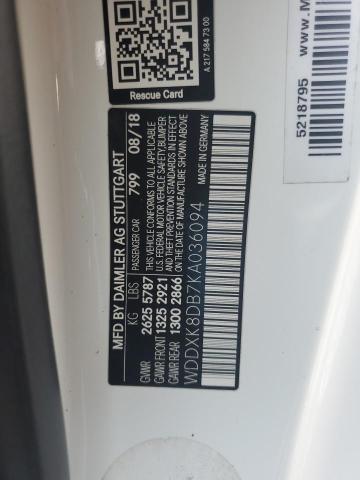 Rescue Card
A 217 584 73 00
5218795
www.M
MFD BY DAIMLER AG STUTTGART
PASSENGER CAR 799 08/18
KG LBS
GVWR 2625 5787
GAWR FRONT 1325 2921
GAWR REAR 1300 2866
THIS VEHICLE CONFORMS TO ALL APPLICABLE
U.S. FEDERAL MOTOR VEHICLE SAFETY, BUMPER
AND THEFT PREVENTION STANDARDS IN EFFECT
ON THE DATE OF MANUFACTURE SHOWN ABOVE
WDDXK8DB7KA036094
MADE IN GERMANY